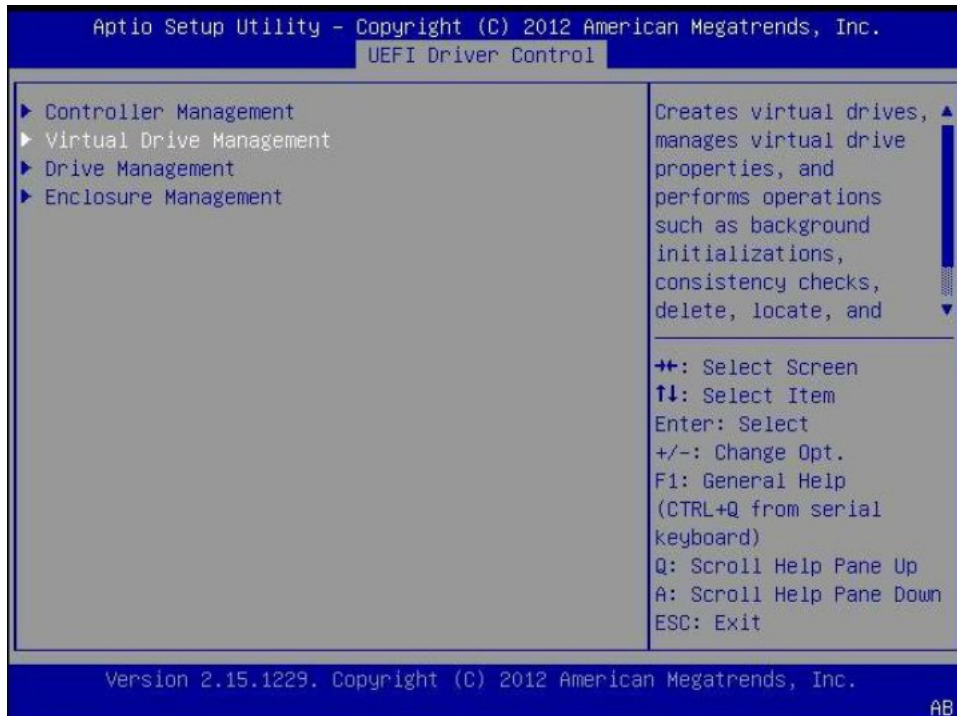 Aptio Setup Utility – Copyright (C) 2012 American Megatrends, Inc.
UEFI Driver Control
▶ Controller Management
▶ Virtual Drive Management
▶ Drive Management
▶ Enclosure Management
Creates virtual drives,
manages virtual drive
properties, and
performs operations
such as background
initializations,
consistency checks,
delete, locate, and
→←: Select Screen
↑↓: Select Item
Enter: Select
+/-: Change Opt.
F1: General Help
(CTRL+Q from serial
keyboard)
Q: Scroll Help Pane Up
A: Scroll Help Pane Down
ESC: Exit
Version 2.15.1229. Copyright (C) 2012 American Megatrends, Inc.
AB